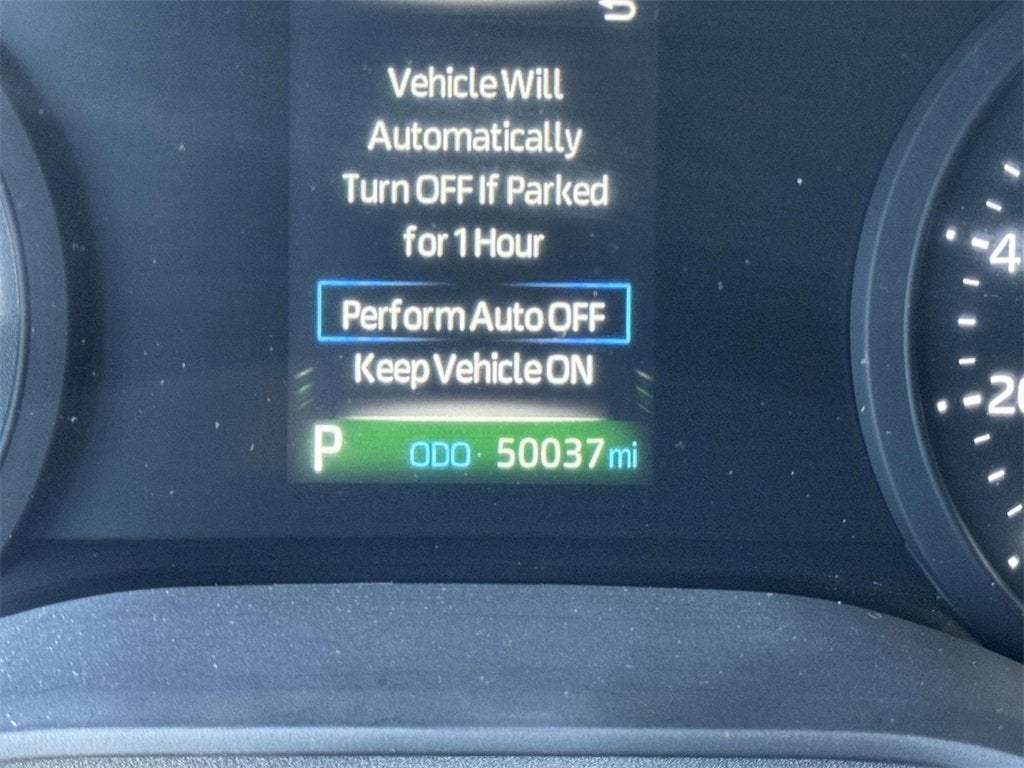 Vehicle Will
Automatically
Turn OFF If Parked
for 1 Hour
Perform Auto OFF
Keep Vehicle ON
P ODO 50037 mi
20